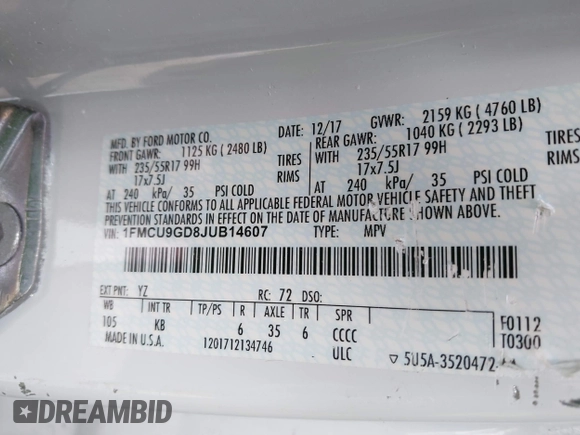 MFD. BY FORD MOTOR CO.
DATE: 12/17 GVWR: 2159 KG ( 4760 LB)
FRONT GAWR: 1125 KG ( 2480 LB) REAR GAWR: 1040 KG ( 2293 LB)
WITH 235/55R17 99H TIRES WITH 235/55R17 99H TIRES
17x7.5J RIMS 17x7.5J RIMS
AT 240 kPa/ 35 PSI COLD AT 240 kPa/ 35 PSI COLD
THIS VEHICLE CONFORMS TO ALL APPLICABLE FEDERAL MOTOR VEHICLE SAFETY AND THEFT
PREVENTION STANDARDS IN EFFECT ON THE DATE OF MANUFACTURE SHOWN ABOVE.
VIN: 1FMCU9GD8JUB14607 TYPE: MPV
EXT PNT: YZ RC: 72 DSO:
WB INT TR TP/PS R AXLE TR SPR
105 KB 6 35 6 CCCC
MADE IN U.S.A. 1201712134746 ULC
F0112
T0300
▽ 5U5A-3520472-
DREAMBID
CAR AUCTION HISTORY